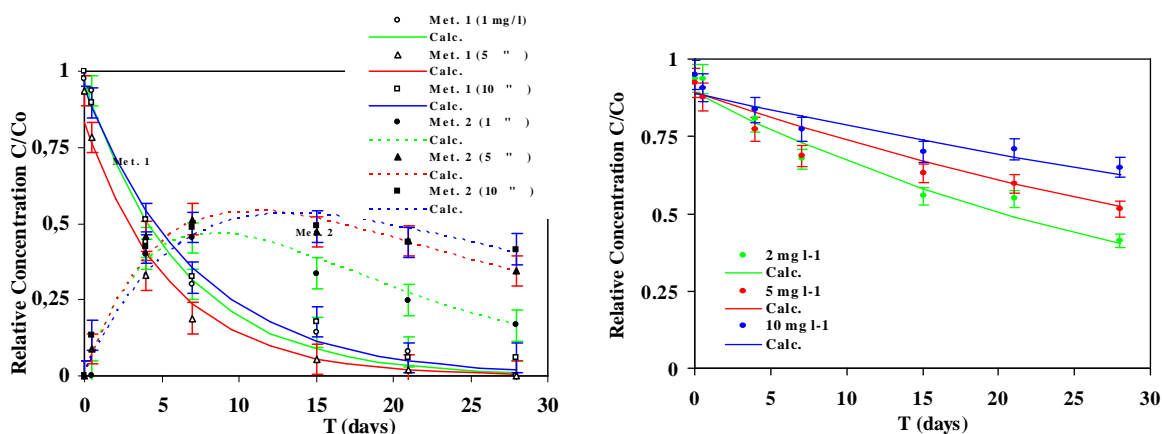 Met. 1 (1 mg/l)
Calc.
Met. 1 (5 " )
Calc.
Met. 1 (10 " )
Calc.
Met. 2 (1 " )
Calc.
Met. 2 (5 " )
Calc.
Met. 2 (10 " )
Calc.
Relative Concentration C/Co
1
0,75
0,5
0,25
0
Met. 1
Met. 2
0 5 10 15 20 25 30
T (days)
Relative Concentration C/Co
1
0.75
0.5
0.25
0
2 mg l-1
Calc.
5 mg l-1
Calc.
10 mg l-1
Calc.
0 5 10 15 20 25 30
T (days)